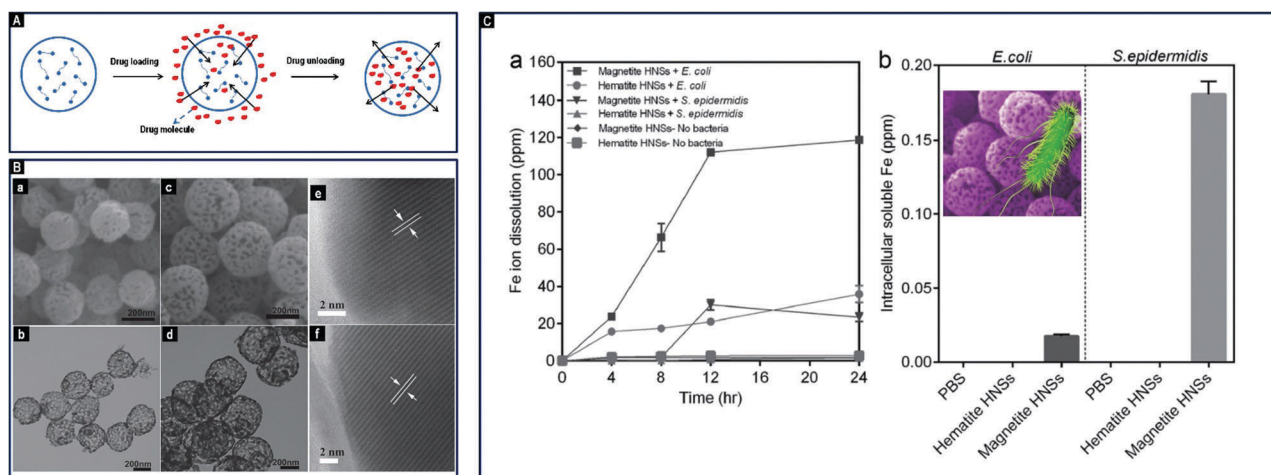 A
Drug loading
Drug unloading
Drug molecule
B
a
200nm
c
200nm
e
2 nm
b
200nm
d
200nm
f
2 nm
C
a
160
140
120
100
80
60
40
20
0
Fe ion dissolution (ppm)
Magnetite HNSs + E. coli
Hematite HNSs + E. coli
Magnetite HNSs + S. epidermidis
Hematite HNSs + S. epidermidis
Magnetite HNSs- No bacteria
Hematite HNSs- No bacteria
0 4 8 12 16 20 24
Time (hr)
b
E.coli S.epidermidis
0.20
0.15
0.10
0.05
0.00
Intracellular soluble Fe (ppm)
PBS
Hematite HNSs
Magnetite HNSs
PBS
Hematite HNSs
Magnetite HNSs